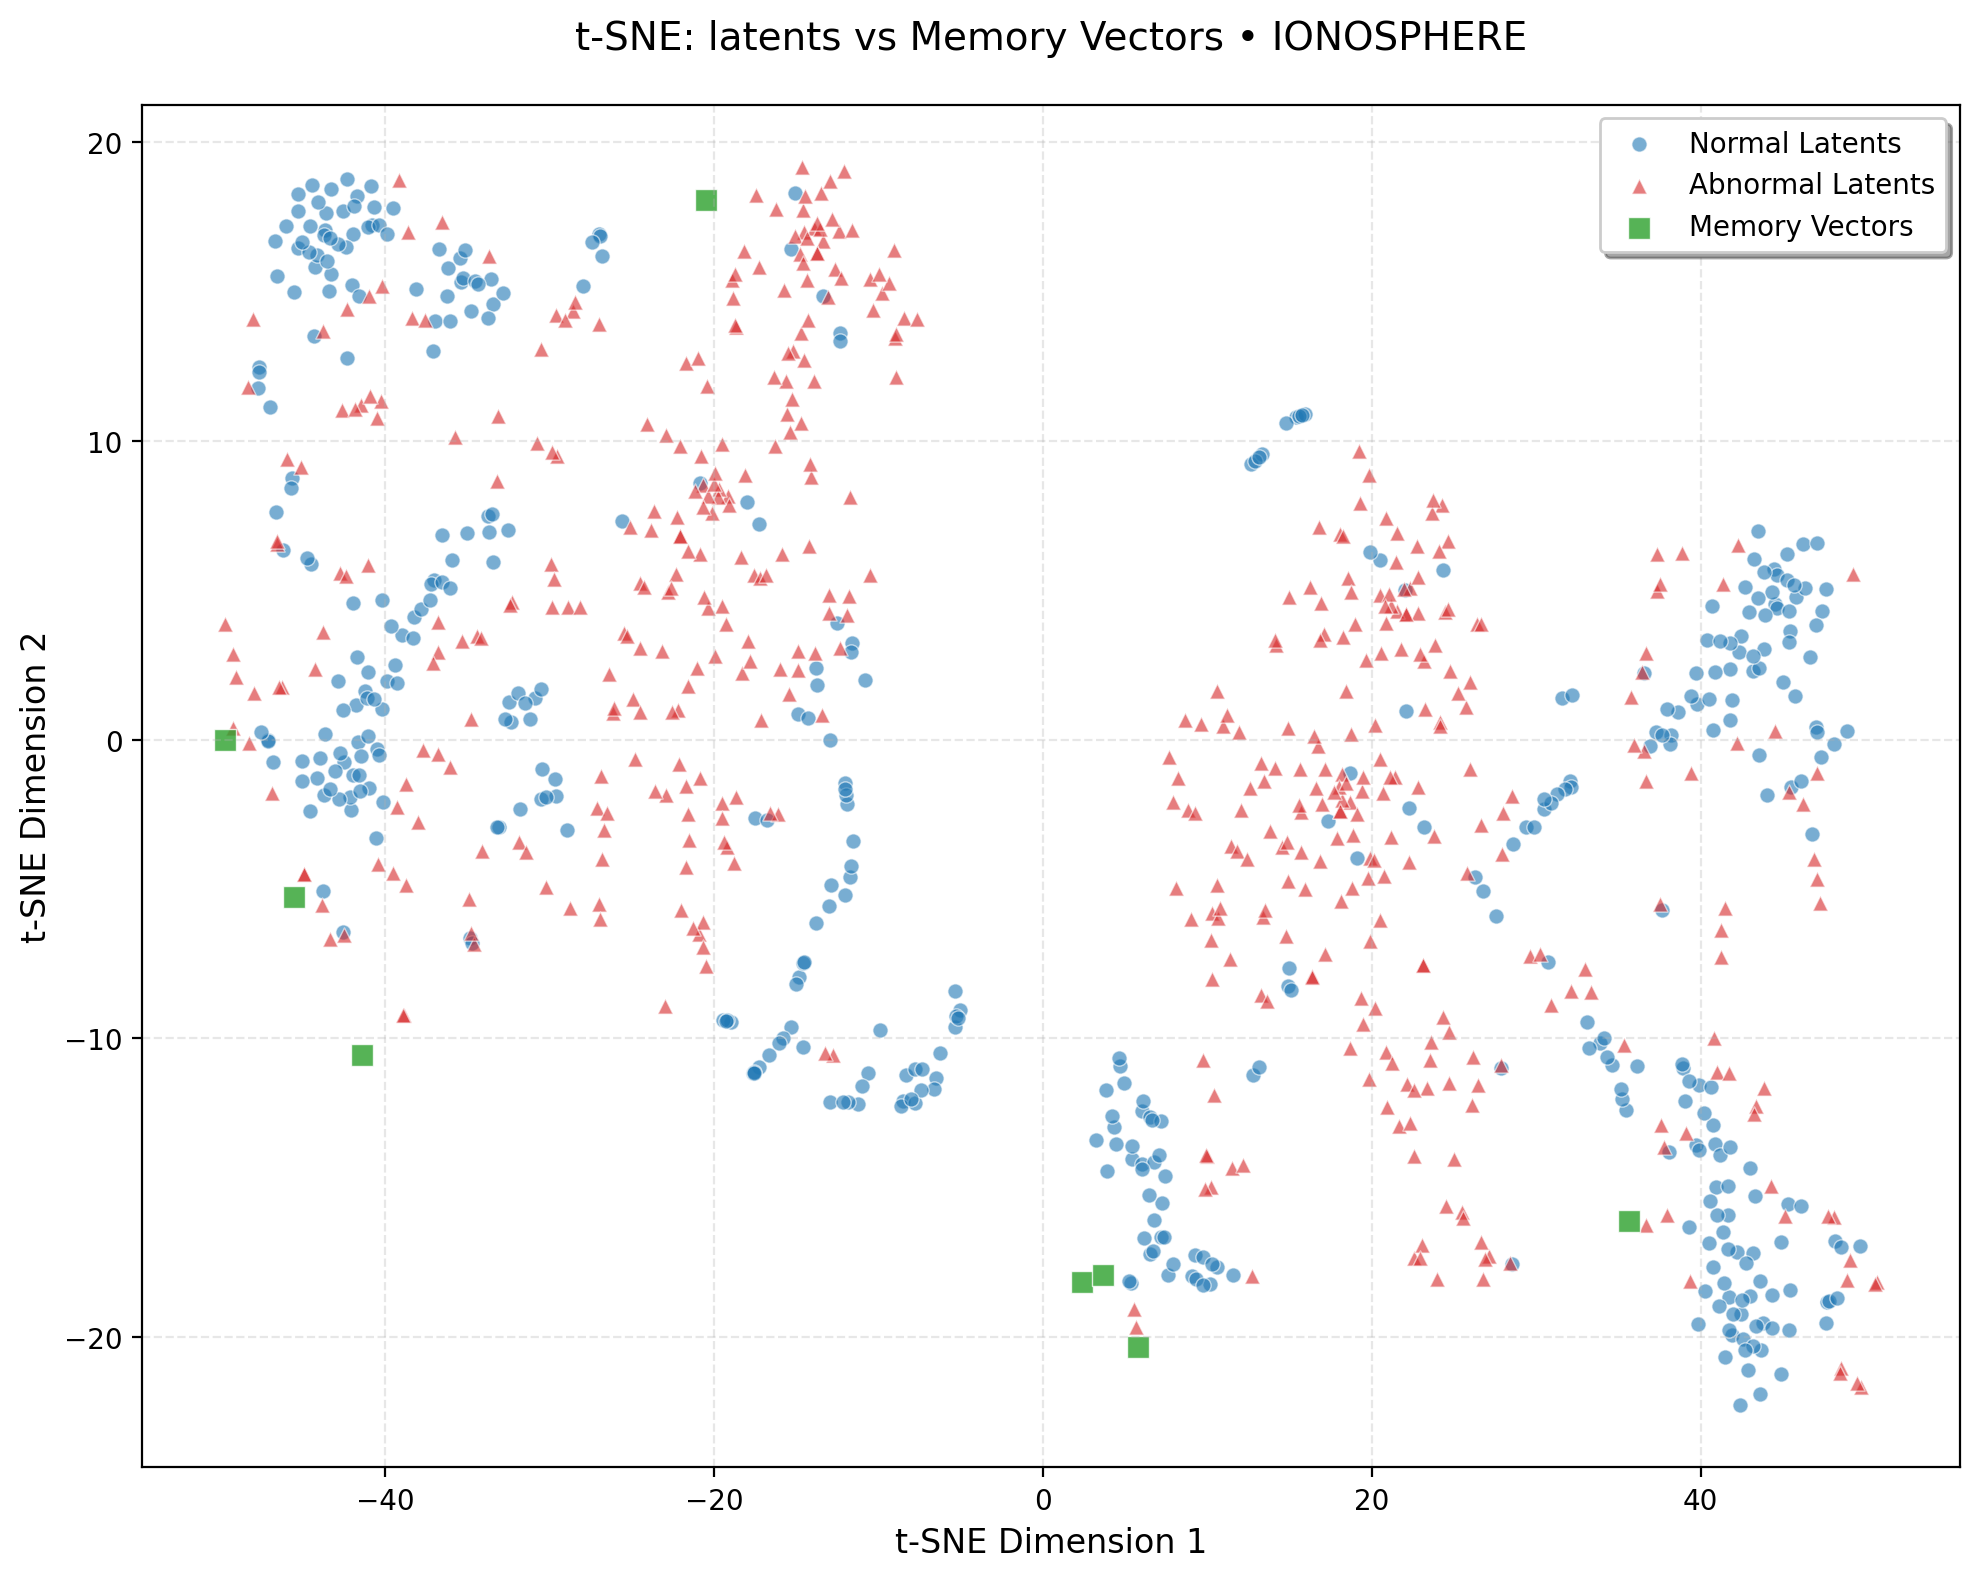 t-SNE: latents vs Memory Vectors • IONOSPHERE
Normal Latents
Abnormal Latents
Memory Vectors
20
10
0
−10
−20
t-SNE Dimension 2
−40
−20
0
20
40
t-SNE Dimension 1